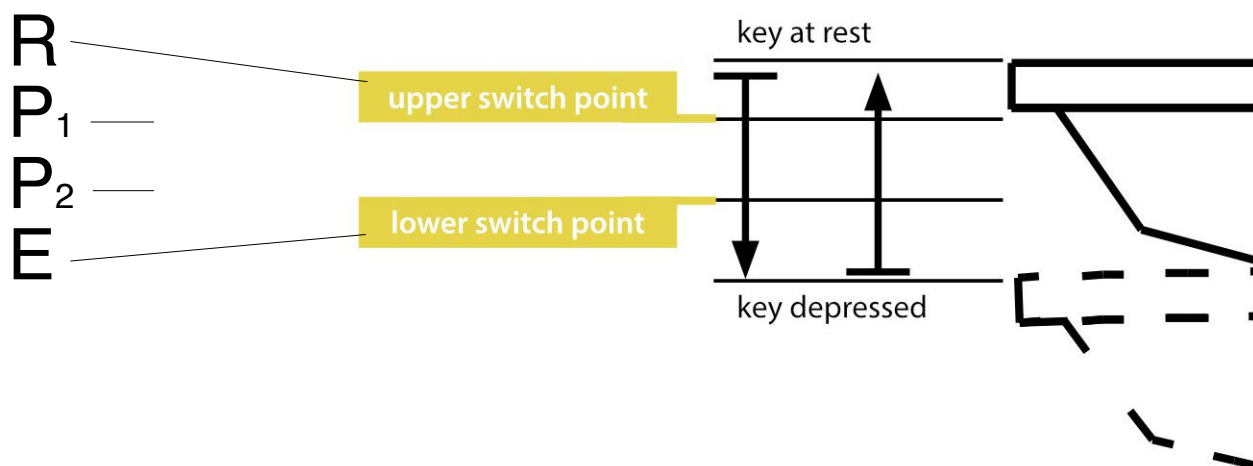 R
P1
P2
E
key at rest
upper switch point
lower switch point
key depressed